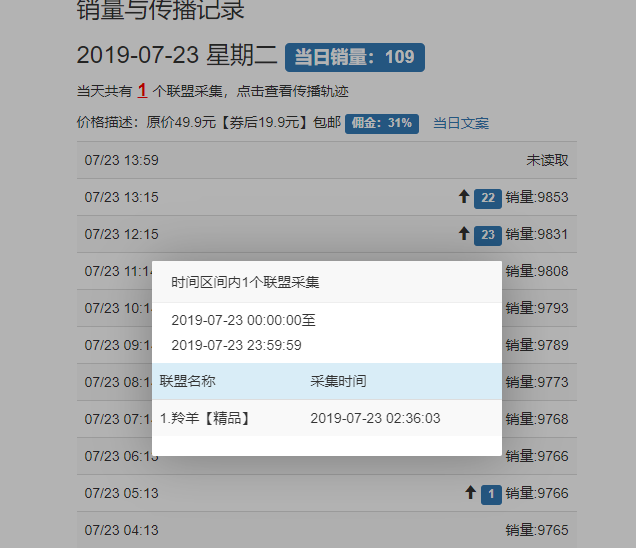 销量与传播记录
2019-07-23 星期二 当日销量：109
当天共有 1 个联盟采集，点击查看传播轨迹
价格描述：原价49.9元【券后19.9元】包邮 佣金：31% 当日文案
07/23 13:59 未读取
07/23 13:15 22 销量:9853
07/23 12:15 23 销量:9831
07/23 11:14 销量:9808
时间区间内1个联盟采集
07/23 10:1 销量:9793
2019-07-23 00:00:00至
07/23 09:1 销量:9789
2019-07-23 23:59:59
07/23 08:1 销量:9773
联盟名称 采集时间
07/23 07:1 销量:9768
1.羚羊【精品】 2019-07-23 02:36:03
07/23 06:13 销量:9766
07/23 05:13 1 销量:9766
07/23 04:13 销量:9765